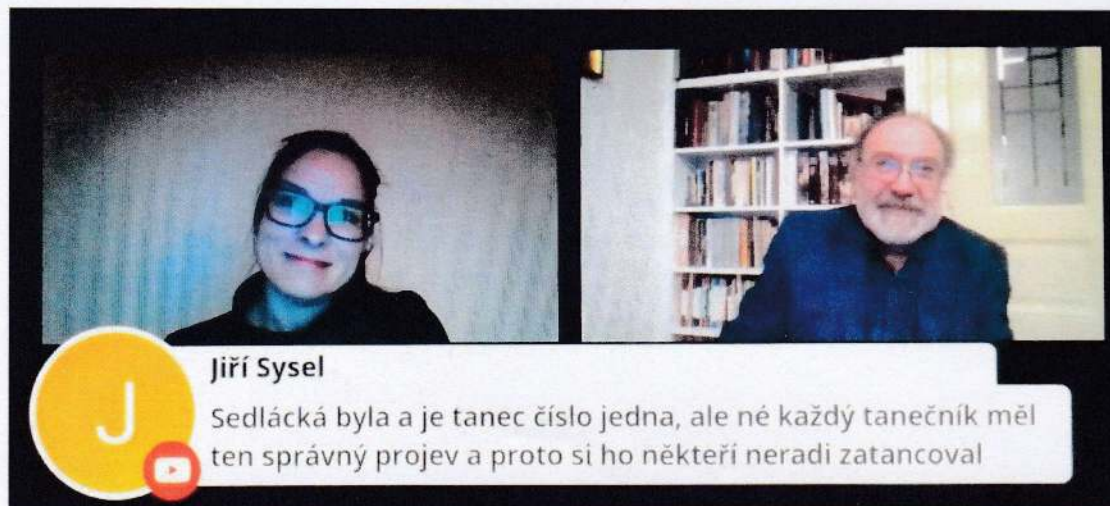 J
Jiří Sysel
Sedlácká byla a je tanec číslo jedna, ale né každý tanečník měl
ten správný projev a proto si ho někteří neradi zatancoval